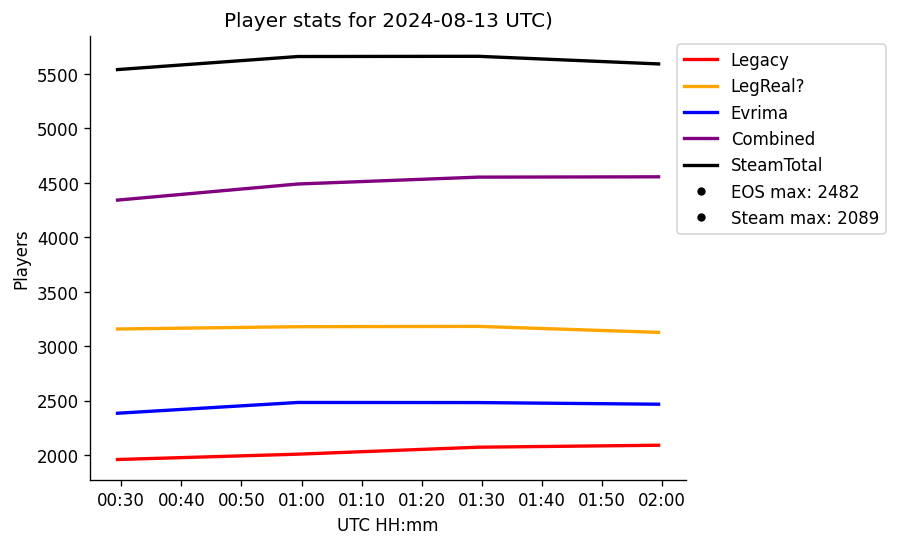 Player stats for 2024-08-13 UTC)
Players
5500
5000
4500
4000
3500
3000
2500
2000
00:30 00:40 00:50 01:00 01:10 01:20 01:30 01:40 01:50 02:00
UTC HH:mm
Legacy
LegReal?
Evrima
Combined
SteamTotal
EOS max: 2482
Steam max: 2089